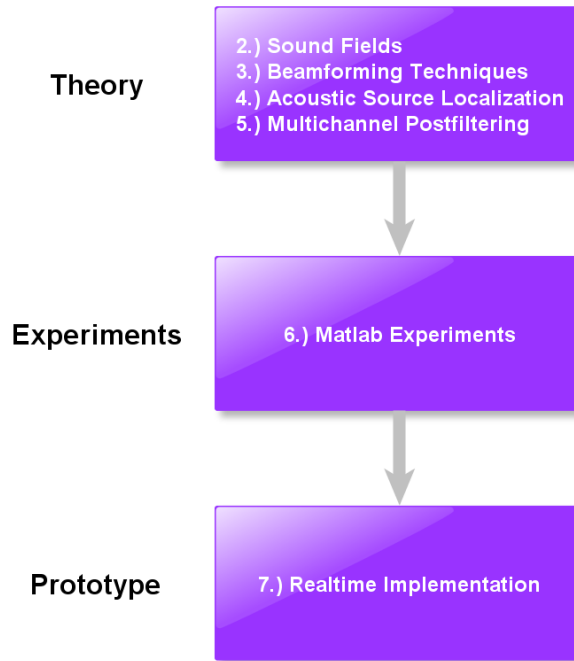 Theory
2.) Sound Fields
3.) Beamforming Techniques
4.) Acoustic Source Localization
5.) Multichannel Postfiltering
Experiments
6.) Matlab Experiments
Prototype
7.) Realtime Implementation